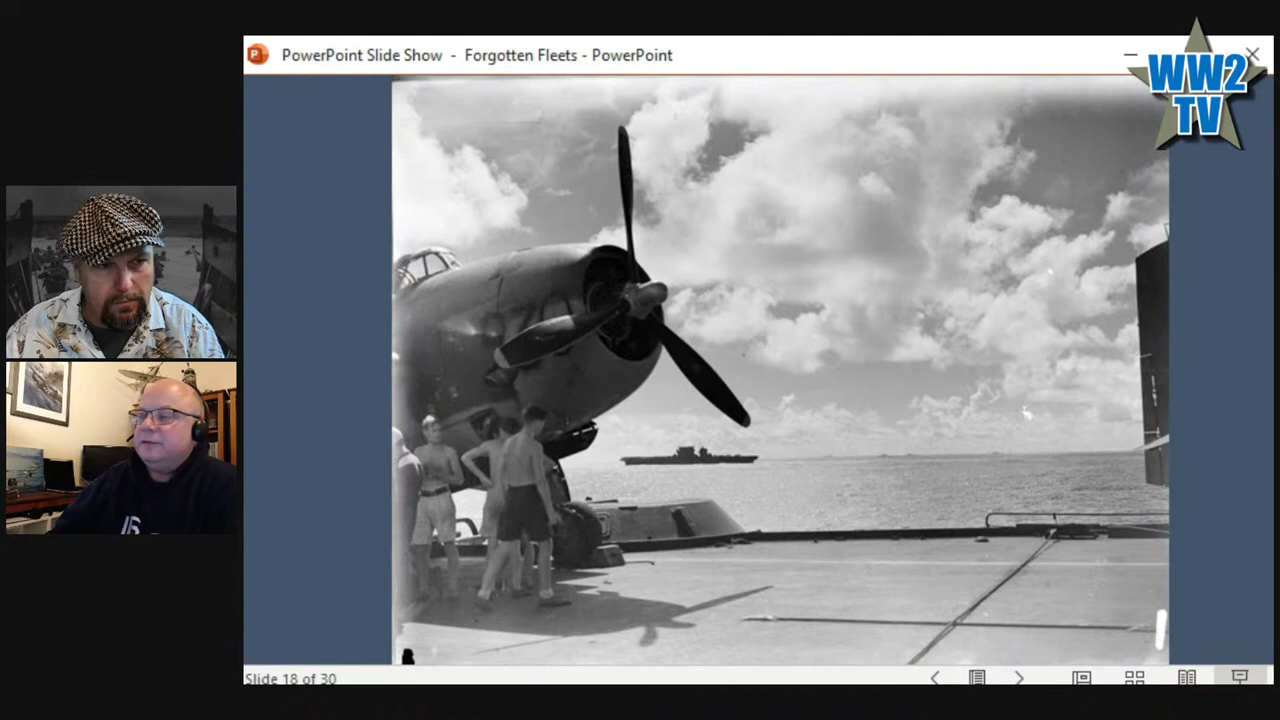 PowerPoint Slide Show - Forgotten Fleets - PowerPoint
WW2
TV
Slide 18 of 30